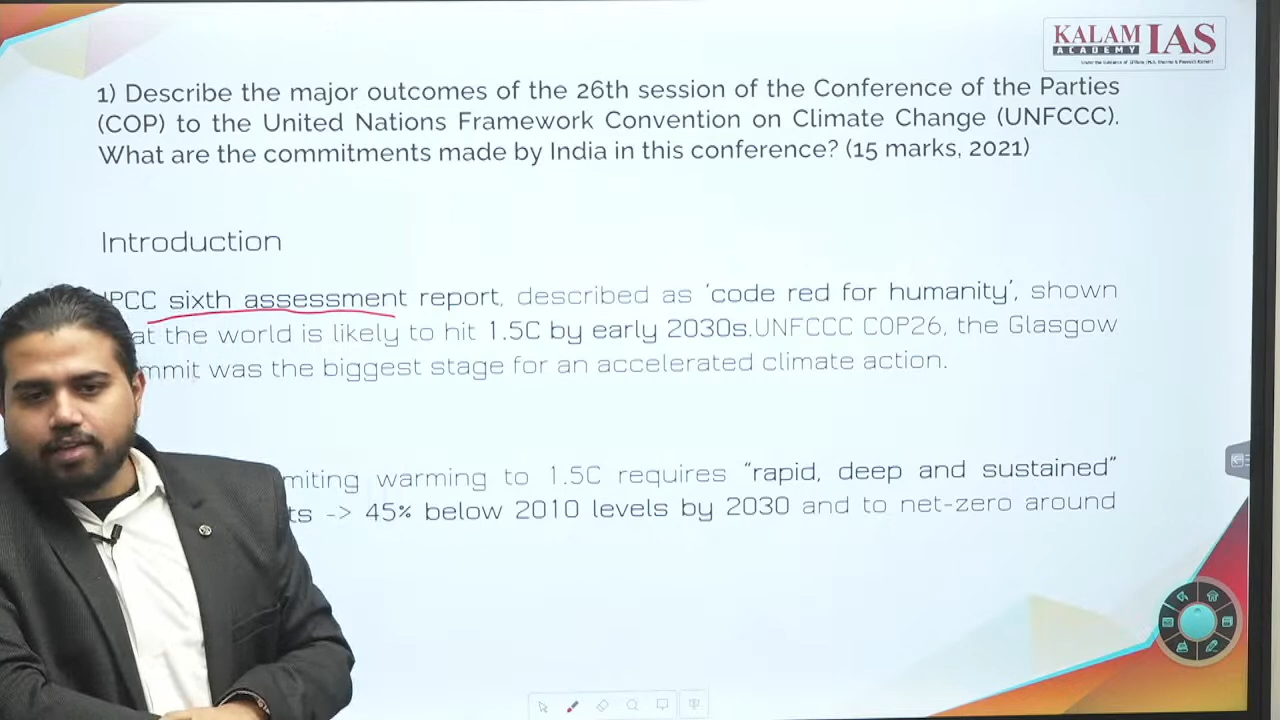 KALAM IAS
ACADEMY
1) Describe the major outcomes of the 26th session of the Conference of the Parties
(COP) to the United Nations Framework Convention on Climate Change (UNFCCC).
What are the commitments made by India in this conference? (15 marks, 2021)
Introduction
IPCC sixth assessment report, described as ‘code red for humanity’, shown
at the world is likely to hit 1.5C by early 2030s.UNFCCC COP26, the Glasgow
mmit was the biggest stage for an accelerated climate action.
miting warming to 1.5C requires “rapid, deep and sustained”
ts -> 45% below 2010 levels by 2030 and to net-zero around